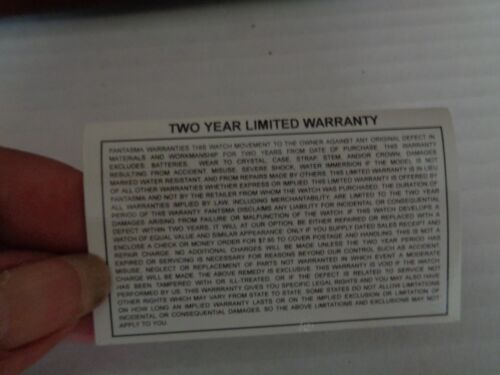 TWO YEAR LIMITED WARRANTY
FANTASMA WARRANTIES THIS WATCH MOVEMENT TO THE OWNER AGAINST ANY ORIGINAL DEFECT IN
MATERIALS AND WORKMANSHIP FOR TWO YEARS FROM DATE OF PURCHASE. THIS WARRANTY
EXCLUDES BATTERIES, WEAR TO CRYSTAL, CASE, STRAP, STEM, AND/OR CROWN; DAMAGES
RESULTING FROM ACCIDENT MISUSE, SEVERE SHOCK, WATER IMMERSION IF THE MODEL IS NOT
MARKED WATER RESISTANT, AND FROM REPAIRS MADE BY OTHERS. THIS LIMITED WARRANTY IS IN LIEU
OF ALL OTHER WARRANTIES WHETHER EXPRESS OR IMPLIED. THIS LIMITED WARRANTY IS OFFERED BY
FANTASMA AND NOT BY THE RETAILER FROM WHOM THE WATCH WAS PURCHASED. THE DURATION OF
ALL WARRANTIES IMPLIED BY LAW, INCLUDING MERCHANTABILITY, ARE LIMITED TO THE TWO YEAR
PERIOD OF THIS WARRANTY. FANTASMA DISCLAIMS ANY LIABILITY FOR INCIDENTAL OR CONSEQUENTIAL
DAMAGES ARISING FROM FAILURE OR MALFUNCTION OF THE WATCH. IF THIS WATCH DEVELOPS A
DEFECT WITHIN TWO YEARS, IT WILL AT OUR OPTION, BE EITHER REPAIRED OR REPLACED WITH A
WATCH OF EQUAL VALUE AND SIMILAR APPEARANCE; ONLY IF YOU SUPPLY DATED SALES RECEIPT AND
ENCLOSE A CHECK OR MONEY ORDER FOR $7.95 TO COVER POSTAGE AND HANDLING. THIS IS NOT A
REPAIR CHARGE. NO ADDITIONAL CHARGES WILL BE MADE UNLESS THE TWO YEAR PERIOD HAS
EXPIRED OR SERVICING IS NECESSARY FOR REASONS BEYOND OUR CONTROL, SUCH AS ACCIDENT,
MISUSE, NEGLECT OR REPLACEMENT OF PARTS NOT WARRANTED IN WHICH EVENT A MODERATE
CHARGE WILL BE MADE. THE ABOVE REMEDY IS EXCLUSIVE. THIS WARRANTY IS VOID IF THE WATCH
HAS BEEN TAMPERED WITH OR ILL-TREATED, OR IF THE DEFECT IS RELATED TO SERVICE NOT
PERFORMED BY US. THIS WARRANTY GIVES YOU SPECIFIC LEGAL RIGHTS AND YOU MAY ALSO HAVE
OTHER RIGHTS WHICH MAY VARY FROM STATE TO STATE. SOME STATES DO NOT ALLOW LIMITATIONS
ON HOW LONG AN IMPLIED WARRANTY LASTS OR ON THE IMPLIED EXCLUSION OR LIMITATION OF
INCIDENTAL OR CONSEQUENTIAL DAMAGES, SO THE ABOVE LIMITATIONS AND EXCLUSIONS MAY NOT
APPLY TO YOU.